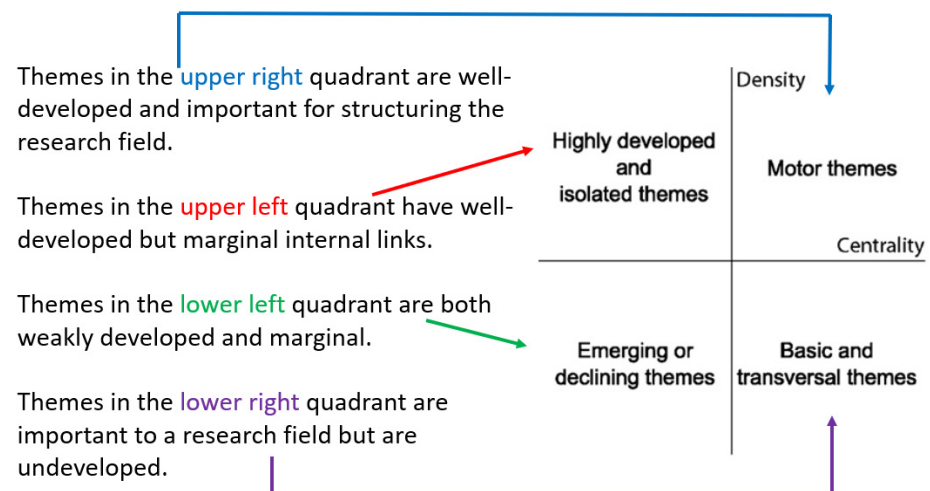 Themes in the upper right quadrant are well-
developed and important for structuring the
research field.
Themes in the upper left quadrant have well-
developed but marginal internal links.
Themes in the lower left quadrant are both
weakly developed and marginal.
Themes in the lower right quadrant are
important to a research field but are
undeveloped.
Density
Highly developed
and
isolated themes
Motor themes
Centrality
Emerging or
declining themes
Basic and
transversal themes